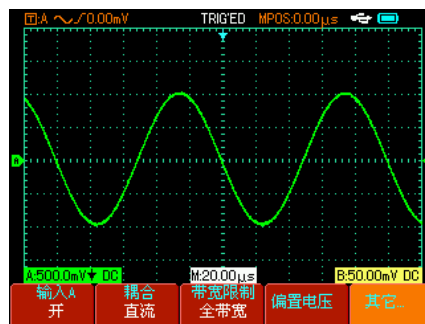 T:A 0.00mV TRIG'ED MPOS:0.00μs
A
A:500.0mV DC M:20.00μs B:50.00mV DC
输入A 耦合 带宽限制 偏置电压 其它...
开 直流 全带宽